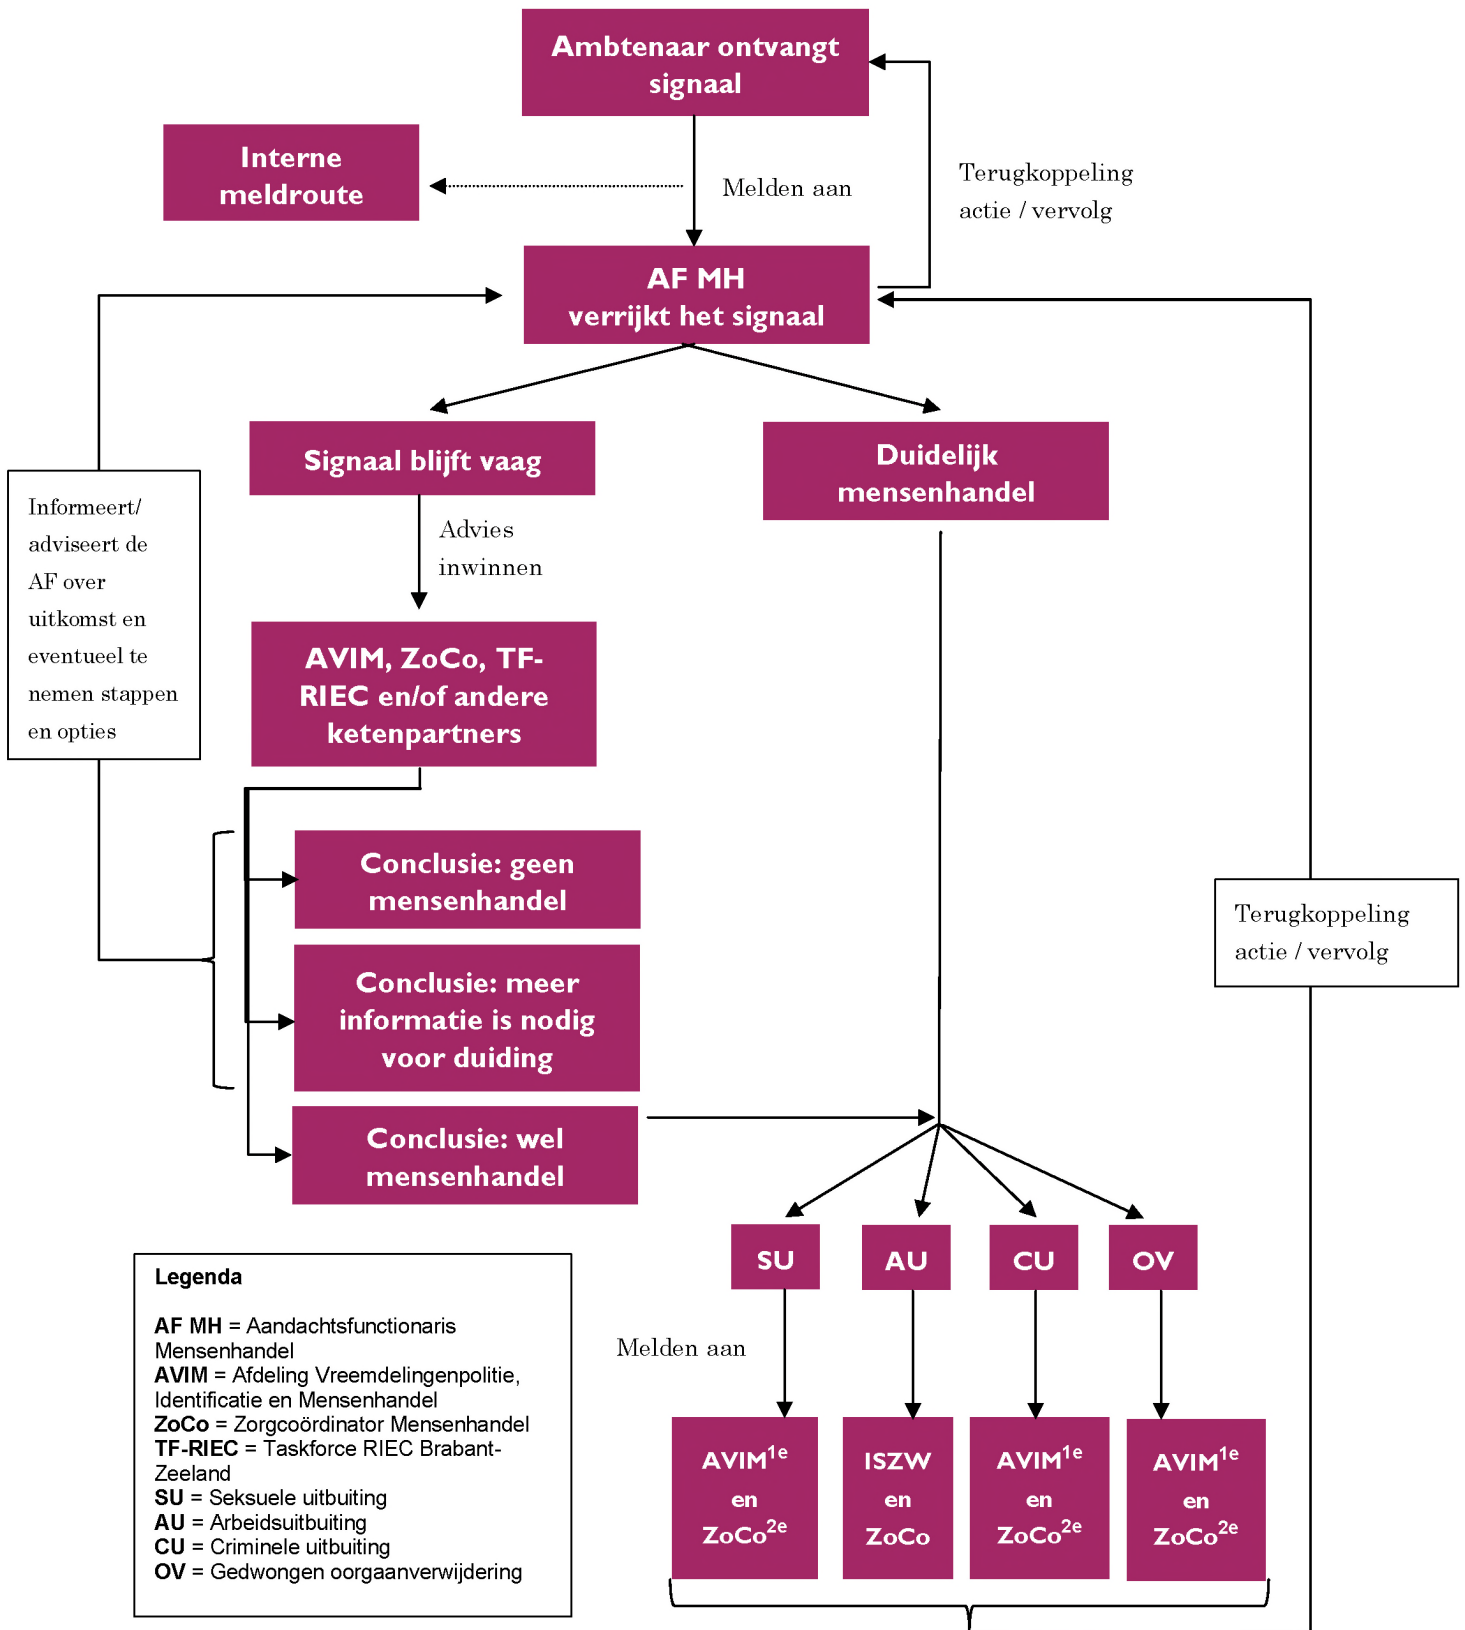 Ambtenaar ontvangt
signaal
Interne
meldroute
Melden aan
Terugkoppeling
actie / vervolg
AF MH
verrijkt het signaal
Signaal blijft vaag
Duidelijk
mensenhandel
Informeert/
adviseert de
AF over
uitkomst en
eventueel te
nemen stappen
en opties
Advies
inwinnen
AVIM, ZoCo, TF-
RIEC en/of andere
ketenpartners
Conclusie: geen
mensenhandel
Terugkoppeling
actie / vervolg
Conclusie: meer
informatie is nodig
voor duiding
Conclusie: wel
mensenhandel
SU
AU
CU
OV
Legenda
AF MH = Aandachtsfunctionaris
Mensenhandel
AVIM = Afdeling Vreemdelingenpolitie,
Identificatie en Mensenhandel
ZoCo = Zorgcoördinator Mensenhandel
TF-RIEC = Taskforce RIEC Brabant-
Zeeland
SU = Seksuele uitbuiting
AU = Arbeidsuitbuiting
CU = Criminele uitbuiting
OV = Gedwongen oorgaanverwijdering
Melden aan
AVIM1e
en
ZoCo2e
ISZW
en
ZoCo
AVIM1e
en
ZoCo2e
AVIM1e
en
ZoCo2e